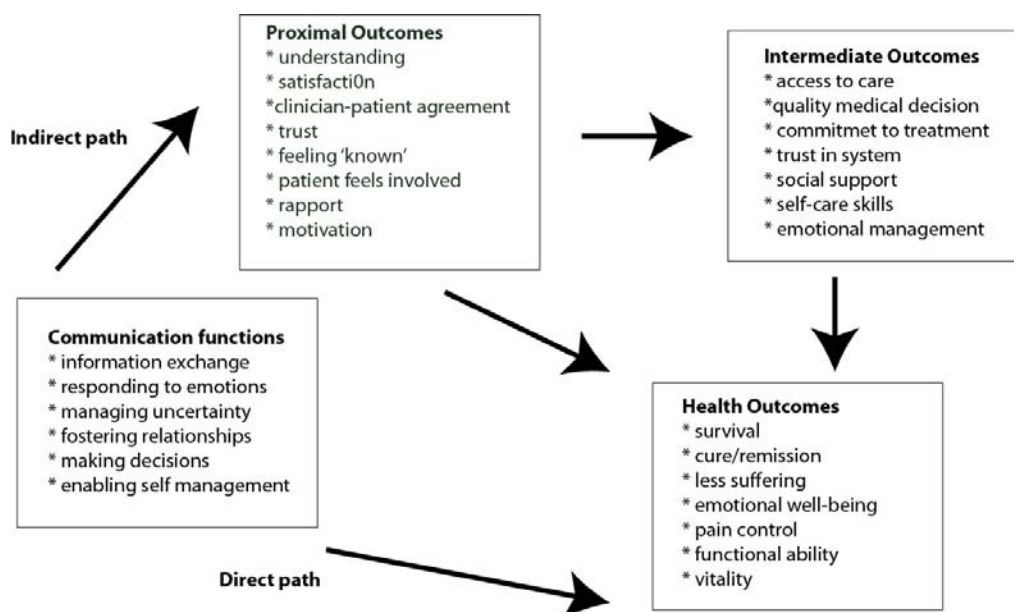 Proximal Outcomes
* understanding
* satisfacti0n
*clinician-patient agreement
* trust
* feeling ‘known’
* patient feels involved
* rapport
* motivation
Intermediate Outcomes
* access to care
*quality medical decision
* commitmet to treatment
* trust in system
* social support
* self-care skills
* emotional management
Indirect path
Communication functions
* information exchange
* responding to emotions
* managing uncertainty
* fostering relationships
* making decisions
* enabling self management
Health Outcomes
* survival
* cure/remission
* less suffering
* emotional well-being
* pain control
* functional ability
* vitality
Direct path